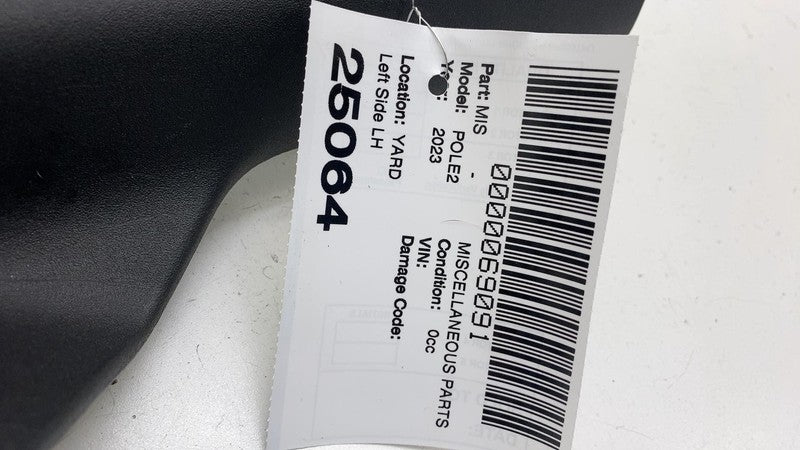 0000069091
Part: MIS - MISCELLANEOUS PARTS
Model: POLE2 Condition: 0cc
Year: 2023 VIN:
Damage Code:
Location: YARD
Left Side LH
25064